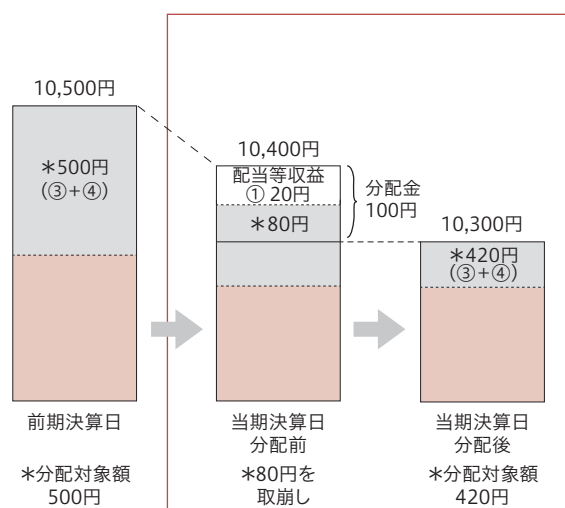 10,500円
＊500円
(③+④)
前期決算日
＊分配対象額
500円
10,400円
配当等収益
① 20円
＊80円
分配金
100円
当期決算日
分配前
＊80円を
取崩し
10,300円
＊420円
(③+④)
当期決算日
分配後
＊分配対象額
420円